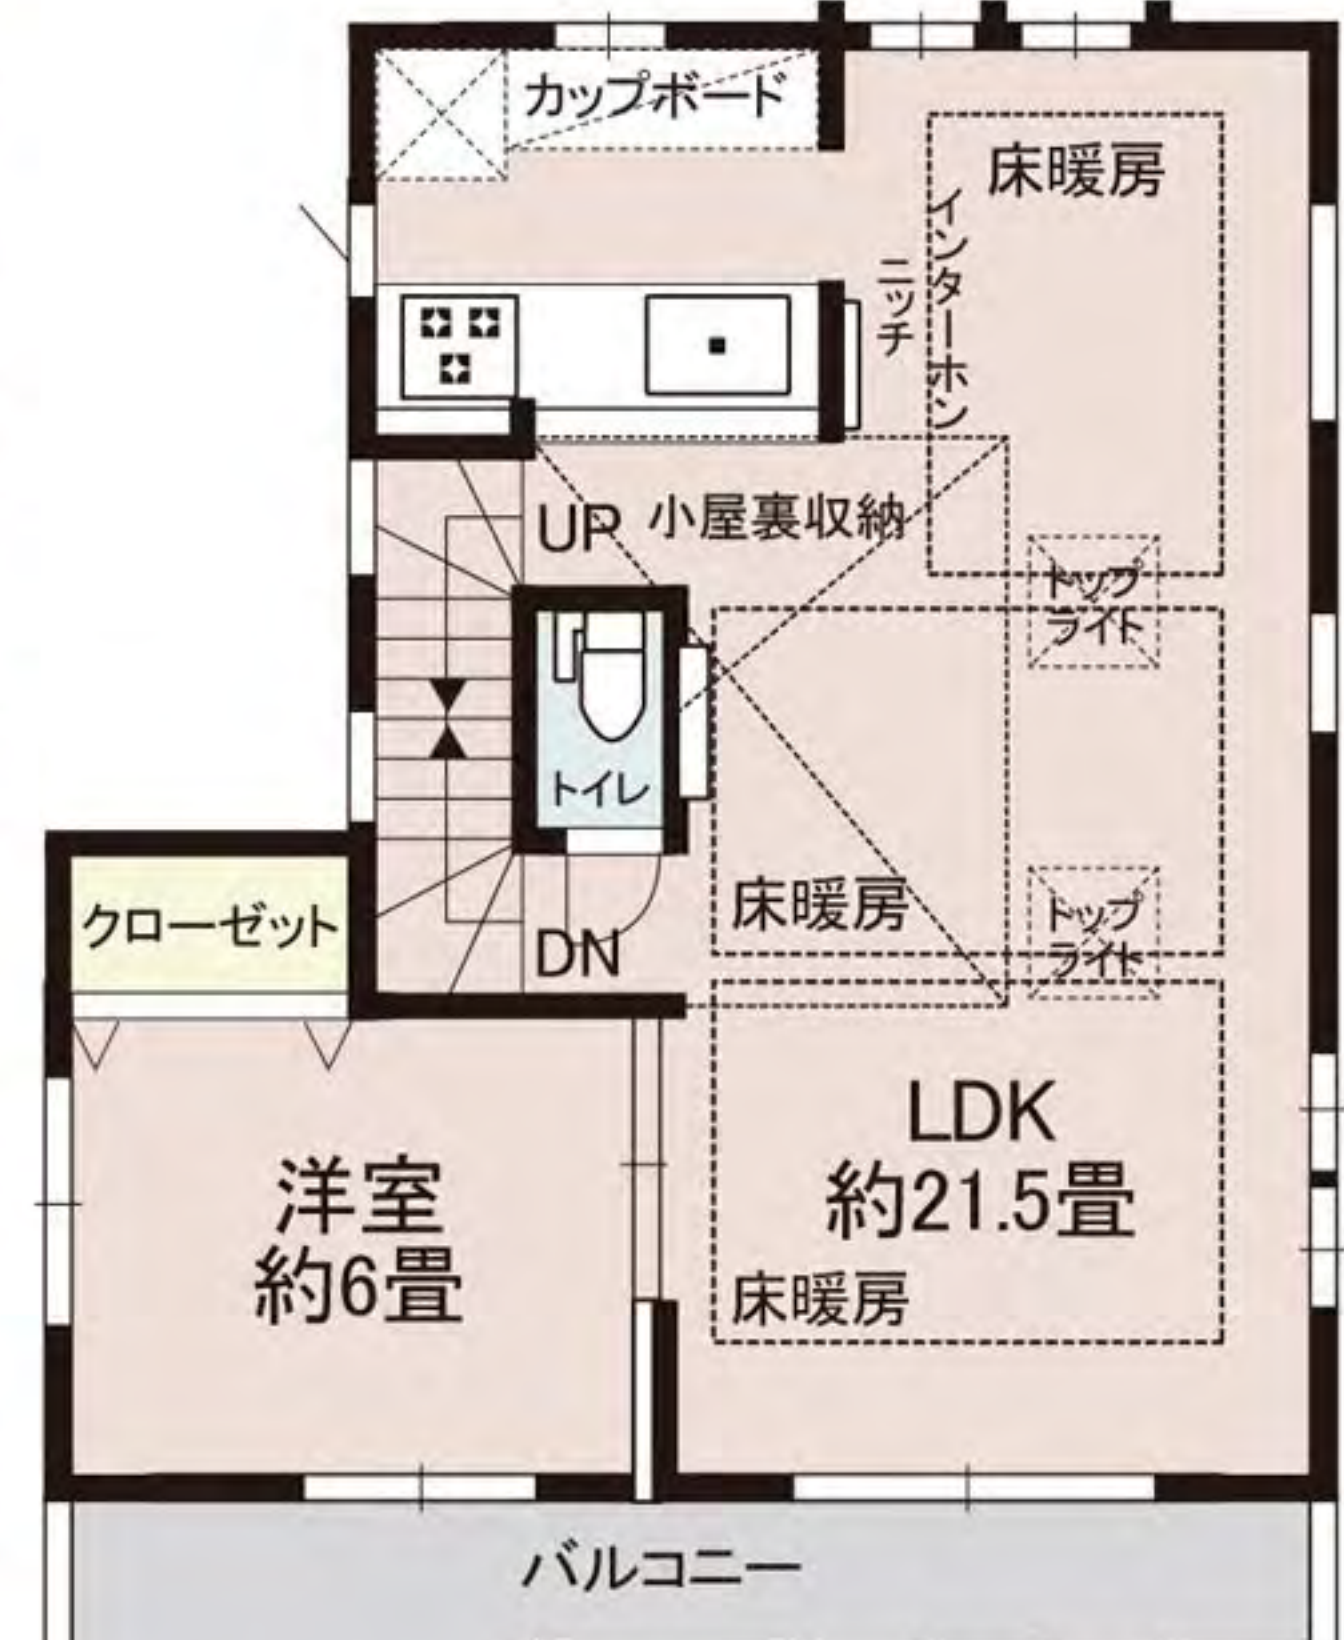 カップボード
床暖房
インターホン
ニッチ
UP
小屋裏収納
トップ
ライト
トイレ
クローゼット
DN
床暖房
トップ
ライト
LDK
約21.5畳
洋室
約6畳
床暖房
バルコニー